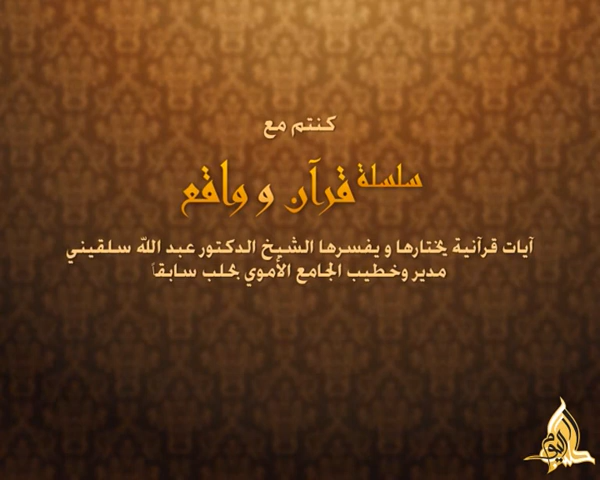 كنتم مع
سلسلة قرآن و واقع
آيات قرآنية يختارها و يفسرها الشيخ الدكتور عبد الله سلقيني
مدير وخطيب الجامع الأموي بحلب سابقاً